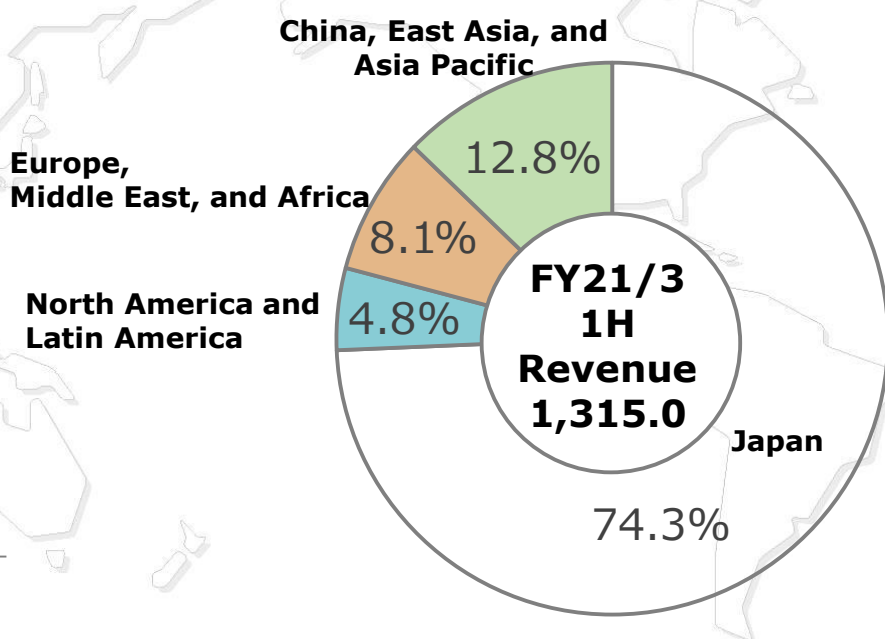 China, East Asia, and
Asia Pacific
12.8%
Europe,
Middle East, and Africa
8.1%
North America and
Latin America
4.8%
FY21/3
1H
Revenue
1,315.0
Japan
74.3%